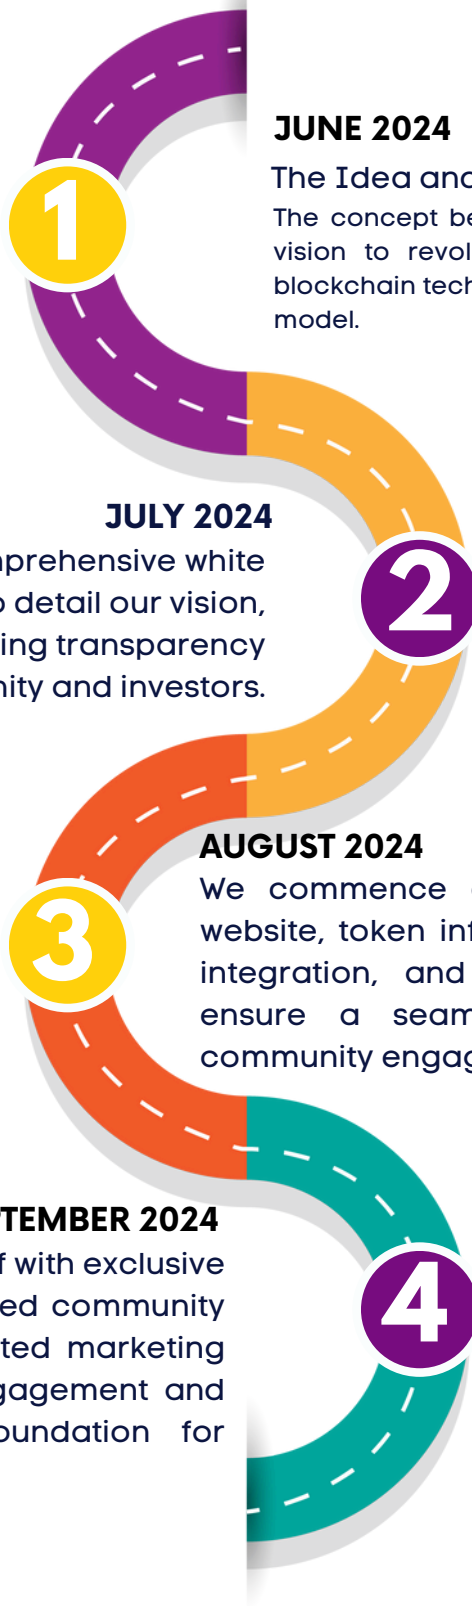 JUNE 2024
The Idea and
1
The concept be
vision to revol
blockchain tech
model.
JULY 2024
prehensive white
detail our vision,
ing transparency
ity and investors.
2
AUGUST 2024
We commence
website, token inf
integration, and
ensure a seam
community engag
3
TEMBER 2024
f with exclusive
ed community
ted marketing
gagement and
oundation for
4